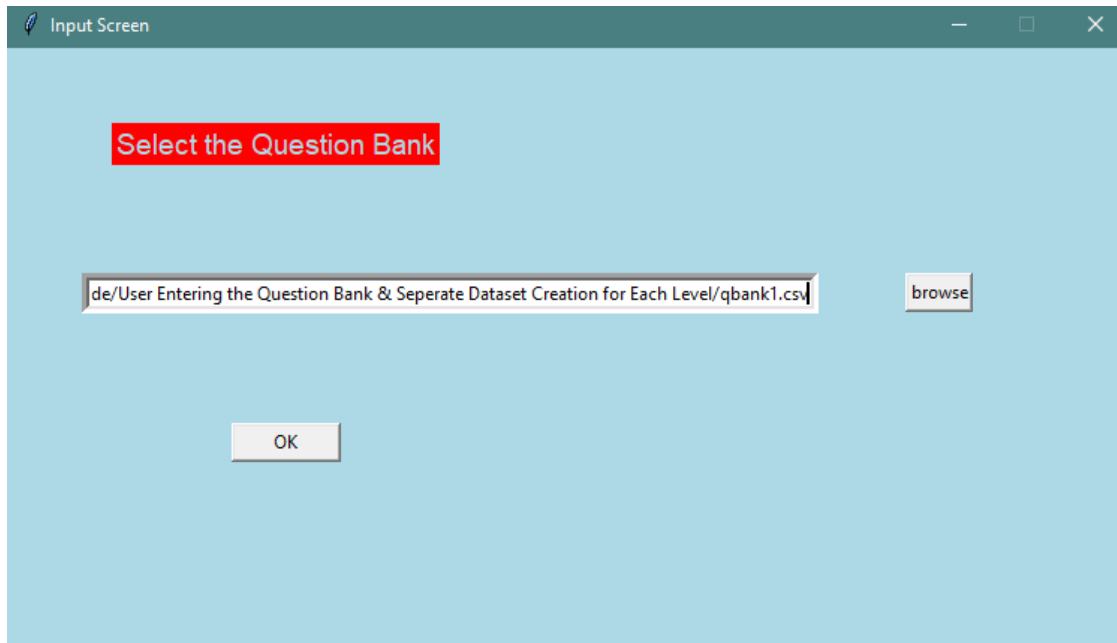 Input Screen
Select the Question Bank
de/User Entering the Question Bank & Seperate Dataset Creation for Each Level/qbank1.csv
browse
OK